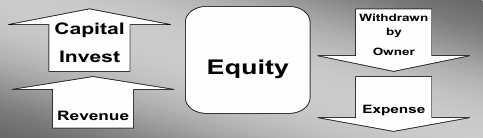 Capital
Invest
Revenue
Equity
Withdrawn
by
Owner
Expense